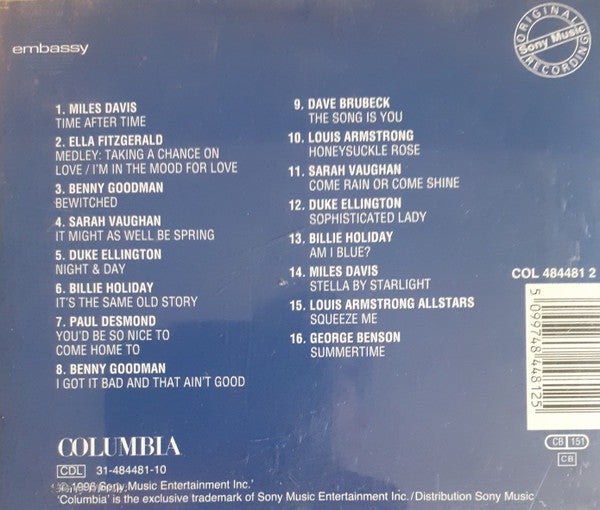 embassy
ORIGINAL
Sony Music
RECORDING
1. MILES DAVIS
TIME AFTER TIME
2. ELLA FITZGERALD
MEDLEY: TAKING A CHANCE ON
LOVE / I'M IN THE MOOD FOR LOVE
3. BENNY GOODMAN
BEWITCHED
4. SARAH VAUGHAN
IT MIGHT AS WELL BE SPRING
5. DUKE ELLINGTON
NIGHT & DAY
6. BILLIE HOLIDAY
IT'S THE SAME OLD STORY
7. PAUL DESMOND
YOU'D BE SO NICE TO
COME HOME TO
8. BENNY GOODMAN
I GOT IT BAD AND THAT AIN'T GOOD
9. DAVE BRUBECK
THE SONG IS YOU
10. LOUIS ARMSTRONG
HONEYSUCKLE ROSE
11. SARAH VAUGHAN
COME RAIN OR COME SHINE
12. DUKE ELLINGTON
SOPHISTICATED LADY
13. BILLIE HOLIDAY
AM I BLUE?
14. MILES DAVIS
STELLA BY STARLIGHT
15. LOUIS ARMSTRONG ALLSTARS
SQUEEZE ME
16. GEORGE BENSON
SUMMERTIME
COL 484481 2
5 099748 448125
COLUMBIA
CDL 31-484481-10
CB 151
CB
© 1996 Sony Music Entertainment Inc.
'Columbia' is the exclusive trademark of Sony Music Entertainment Inc. / Distribution Sony Music